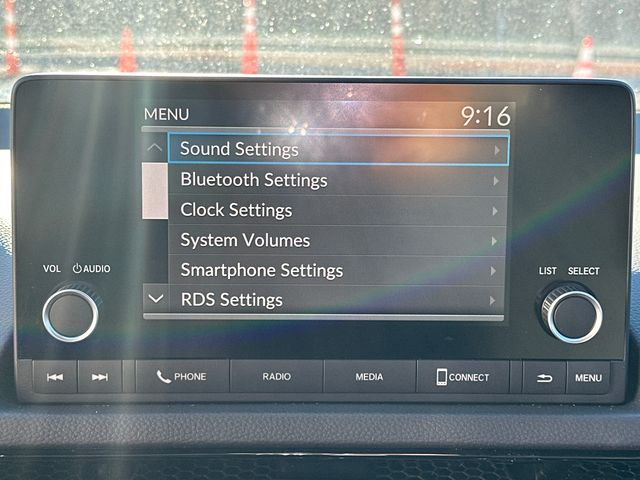 MENU 9:16
Sound Settings
Bluetooth Settings
Clock Settings
System Volumes
Smartphone Settings
RDS Settings
VOL AUDIO
LIST SELECT
PHONE RADIO MEDIA CONNECT MENU